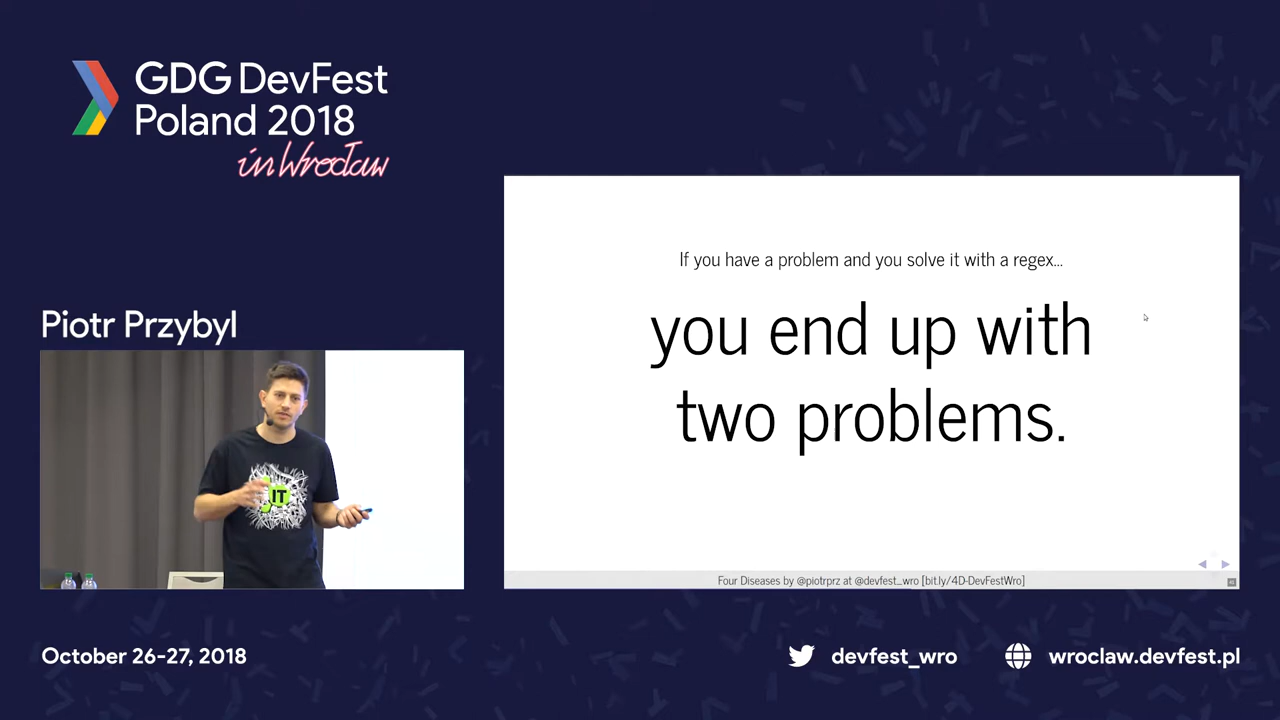 GDG DevFest
Poland 2018
in Wrocław
If you have a problem and you solve it with a regex...
you end up with
two problems.
Piotr Przybyl
IT
Four Diseases by @piotrprz at @devfest_wro [bit.ly/4D-DevFestWro]
October 26-27, 2018
devfest_wro
wroclaw.devfest.pl